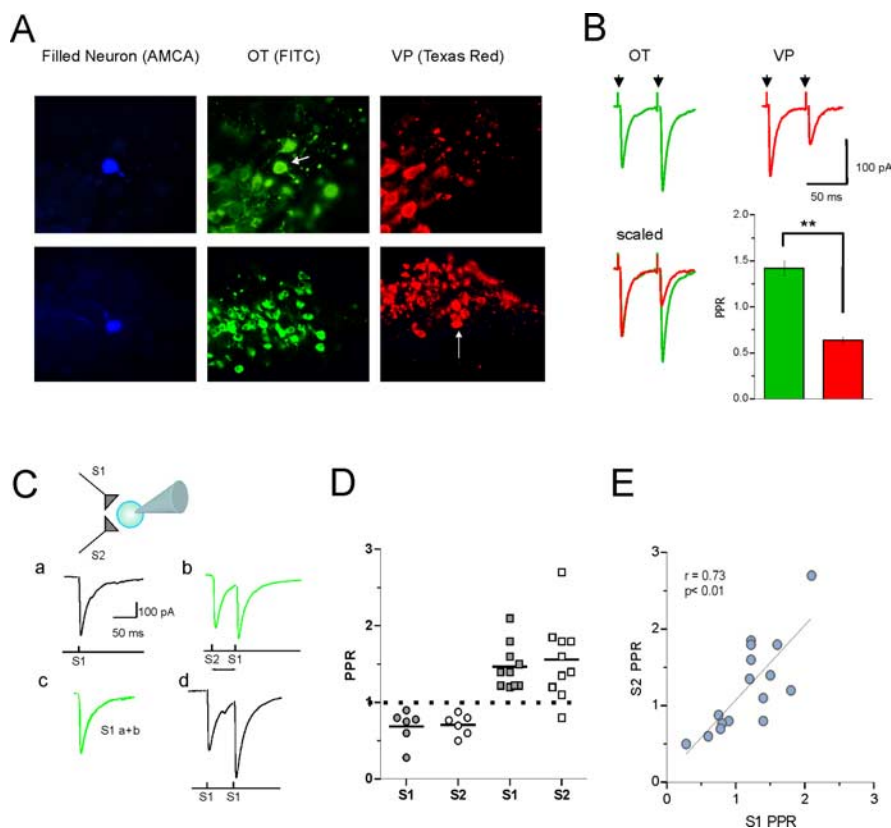 A
Filled Neuron (AMCA) OT (FITC) VP (Texas Red)
B
OT VP
100 pA
50 ms
scaled
PPR
2.0
1.5
1.0
0.5
0.0
**
C
S1
S2
a
100 pA
50 ms
S1
b
S2 S1
c
S1 a+b
d
S1 S1
D
PPR
3
2
1
0
S1 S2 S1 S2
E
r = 0.73
p< 0.01
S2 PPR
3
2
1
0
0 1 2 3
S1 PPR